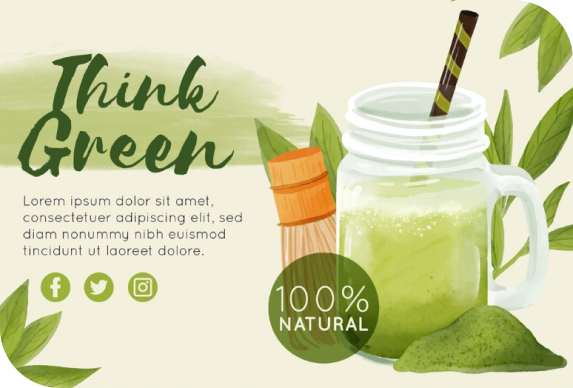 Think
Green
Lorem ipsum dolor sit amet,
consectetuer adipiscing elit, sed
diam nonummy nibh euismod
tincidunt ut laoreet dolore.
100%
NATURAL